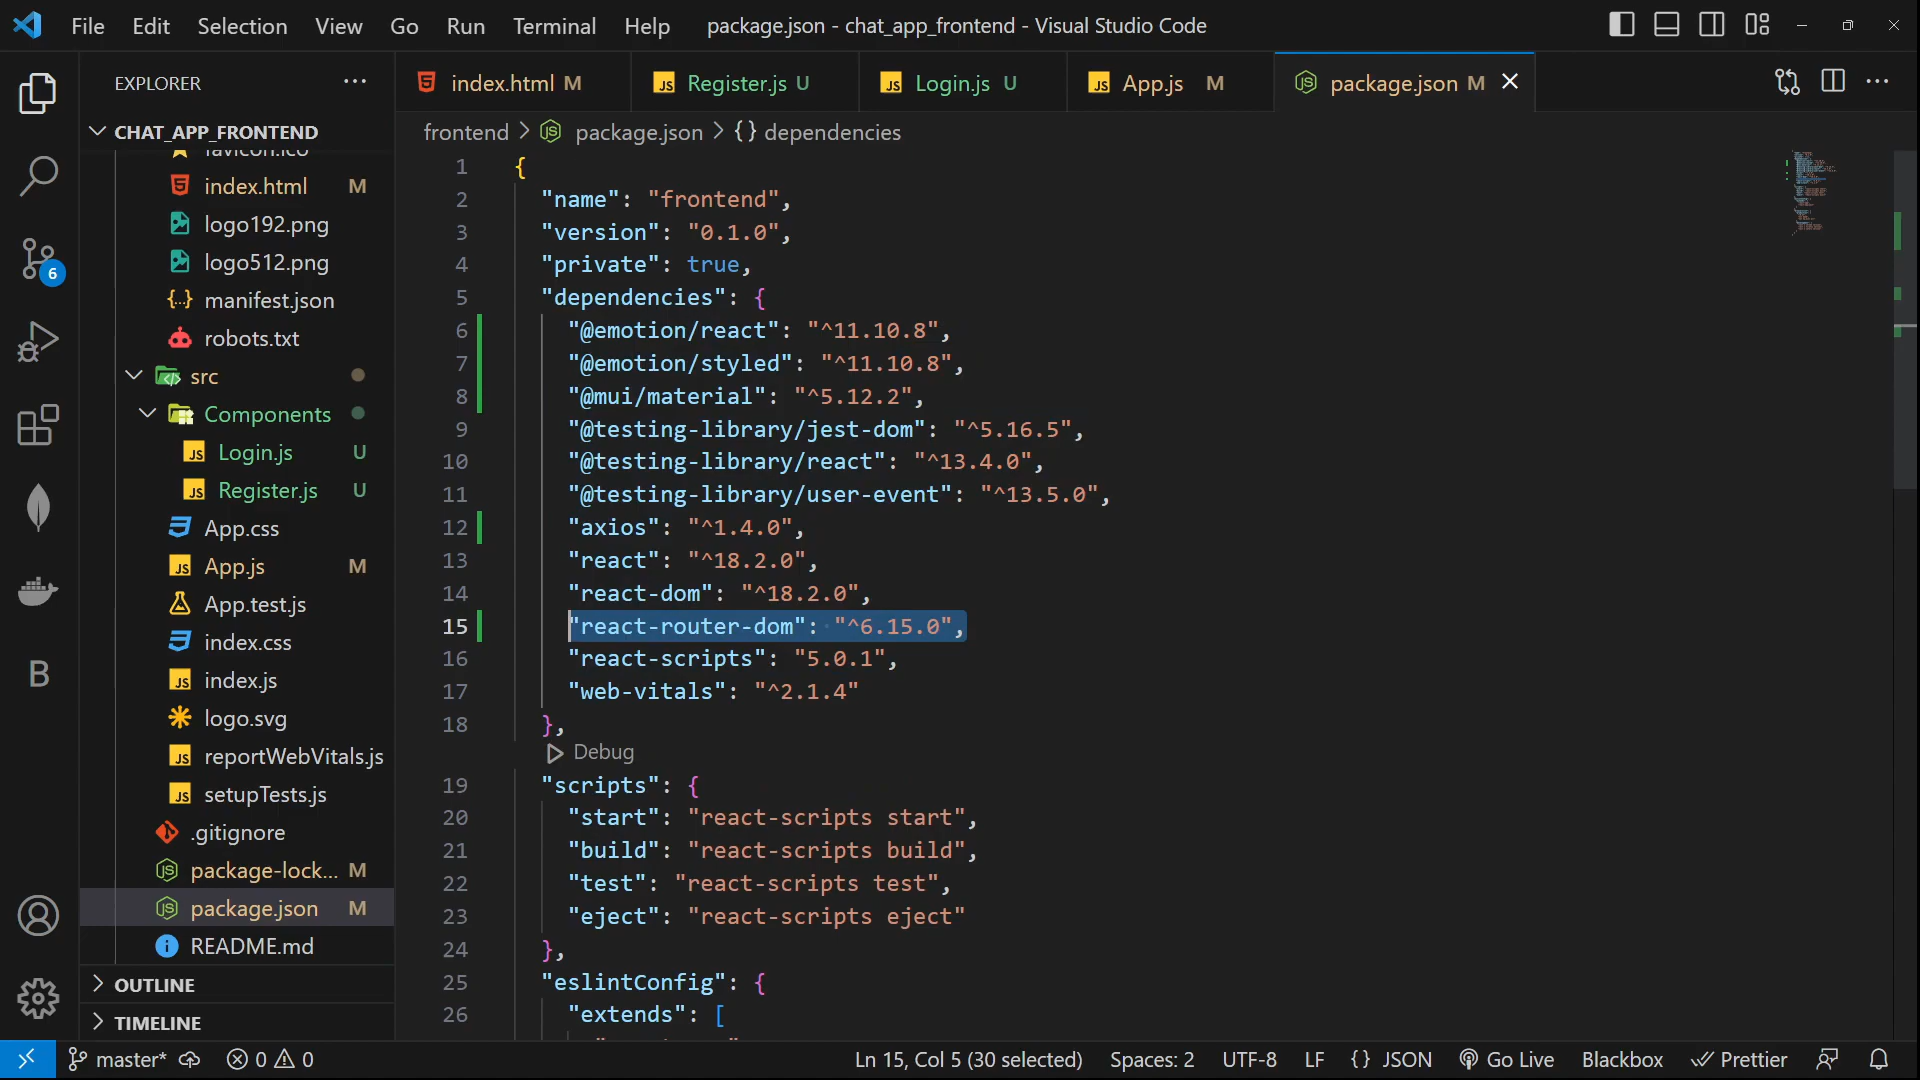 File Edit Selection View Go Run Terminal Help package.json - chat_app_frontend - Visual Studio Code
EXPLORER
index.html M
Register.js U
Login.js U
App.js M
package.json M
CHAT_APP_FRONTEND
frontend > package.json > {} dependencies
favicon.ico
index.html M
logo192.png
logo512.png
manifest.json
robots.txt
src
Components
Login.js U
Register.js U
App.css
App.js M
App.test.js
index.css
index.js
logo.svg
reportWebVitals.js
setupTests.js
.gitignore
package-lock... M
package.json M
README.md
OUTLINE
TIMELINE
6
B
1 {
2 "name": "frontend",
3 "version": "0.1.0",
4 "private": true,
5 "dependencies": {
6 "@emotion/react": "^11.10.8",
7 "@emotion/styled": "^11.10.8",
8 "@mui/material": "^5.12.2",
9 "@testing-library/jest-dom": "^5.16.5",
10 "@testing-library/react": "^13.4.0",
11 "@testing-library/user-event": "^13.5.0",
12 "axios": "^1.4.0",
13 "react": "^18.2.0",
14 "react-dom": "^18.2.0",
15 "react-router-dom": "^6.15.0",
16 "react-scripts": "5.0.1",
17 "web-vitals": "^2.1.4"
18 },
Debug
19 "scripts": {
20 "start": "react-scripts start",
21 "build": "react-scripts build",
22 "test": "react-scripts test",
23 "eject": "react-scripts eject"
24 },
25 "eslintConfig": {
26 "extends": [
master* 0 0 Ln 15, Col 5 (30 selected) Spaces: 2 UTF-8 LF {} JSON Go Live Blackbox Prettier